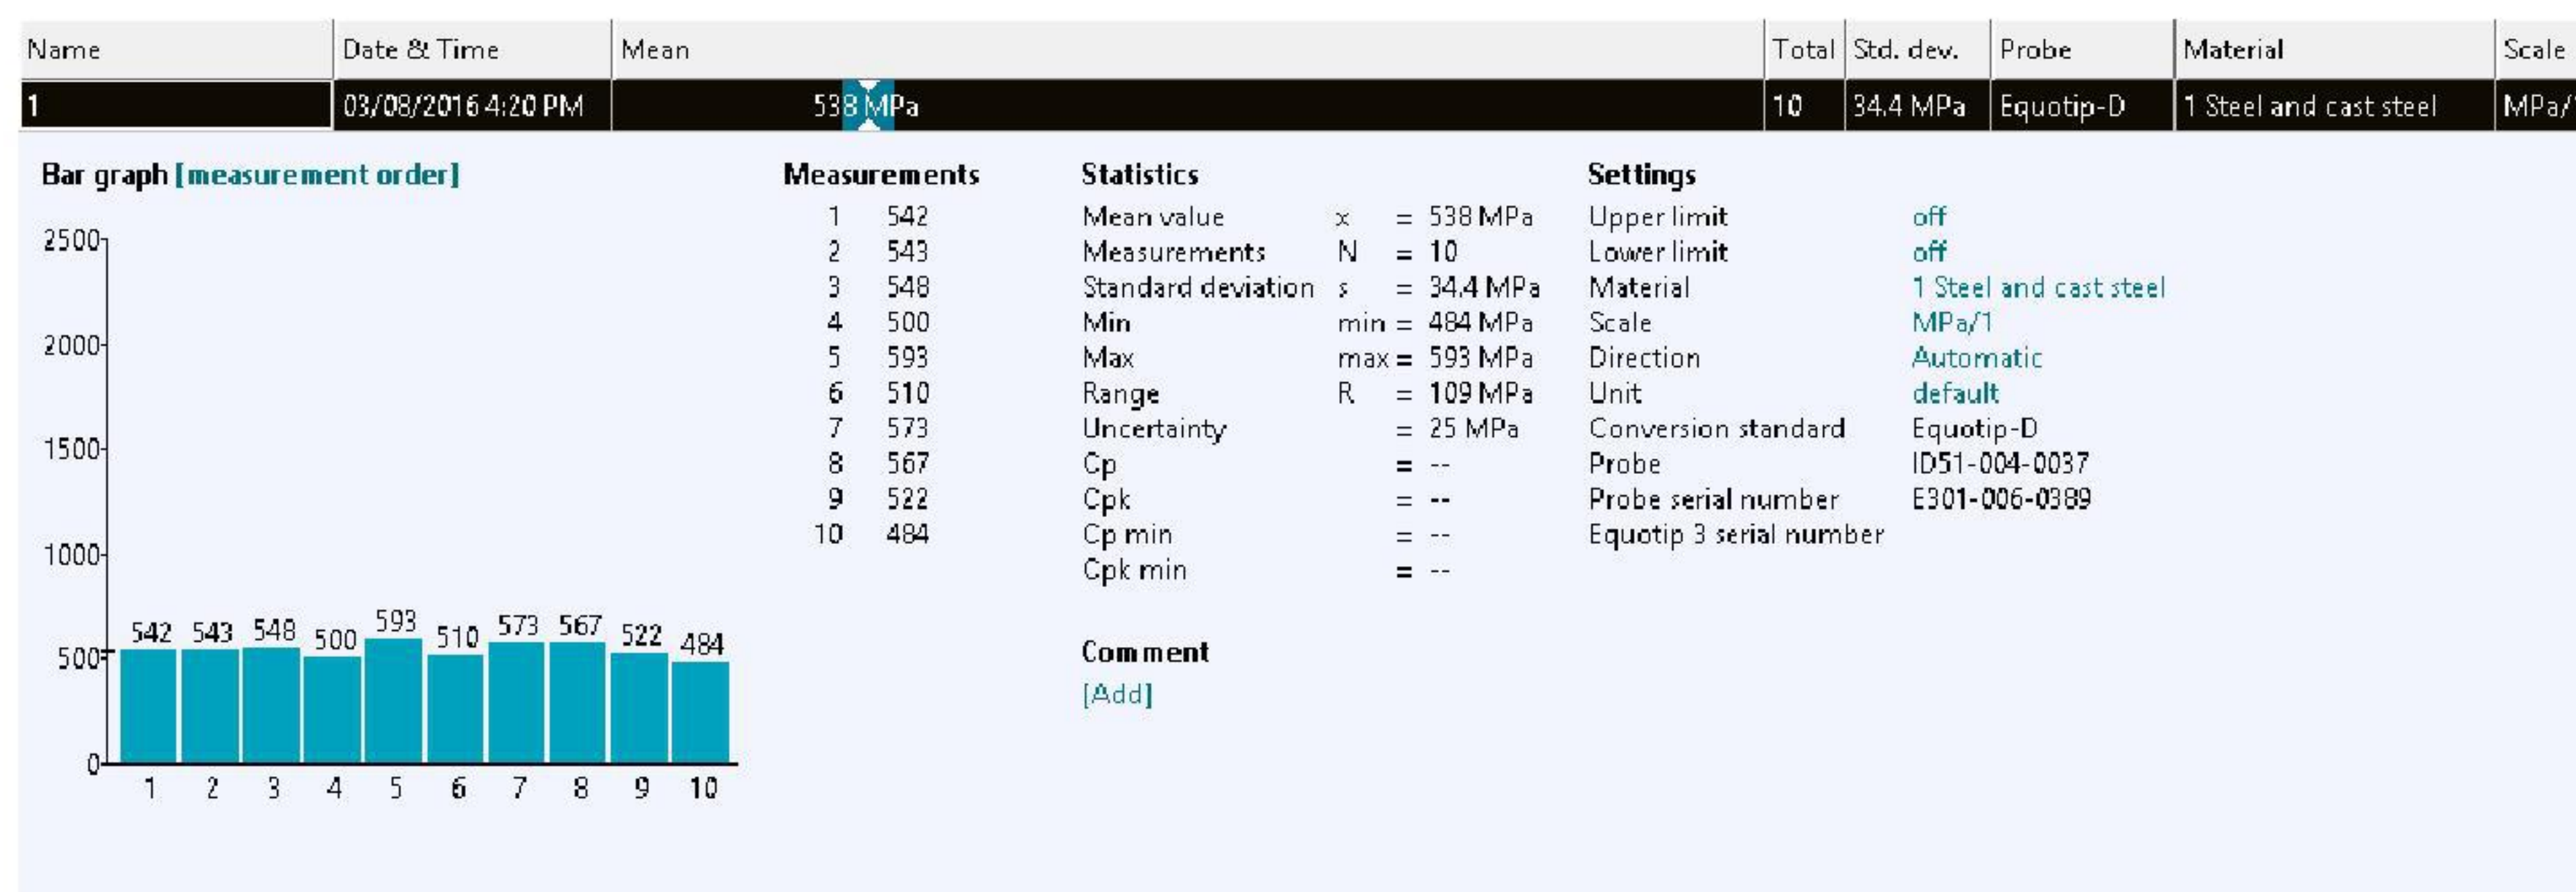 Name Date & Time Mean Total Std. dev. Probe Material Scale
1 03/08/2016 4:20 PM 538 MPa 10 34.4 MPa Equotip-D 1 Steel and cast steel MPa/1
Bar graph [measurement order]
2500
2000
1500
1000
500
0
542 543 548 500 593 510 573 567 522 484
1 2 3 4 5 6 7 8 9 10
Measurements
1 542
2 543
3 548
4 500
5 593
6 510
7 573
8 567
9 522
10 484
Statistics
Mean value x = 538 MPa
Measurements N = 10
Standard deviation s = 34.4 MPa
Min min = 484 MPa
Max max = 593 MPa
Range R = 109 MPa
Uncertainty = 25 MPa
Cp = --
Cpk = --
Cp min = --
Cpk min = --
Comment
[Add]
Settings
Upper limit off
Lower limit off
Material 1 Steel and cast steel
Scale MPa/1
Direction Automatic
Unit default
Conversion standard Equotip-D
Probe ID51-004-0037
Probe serial number E301-006-0389
Equotip 3 serial number